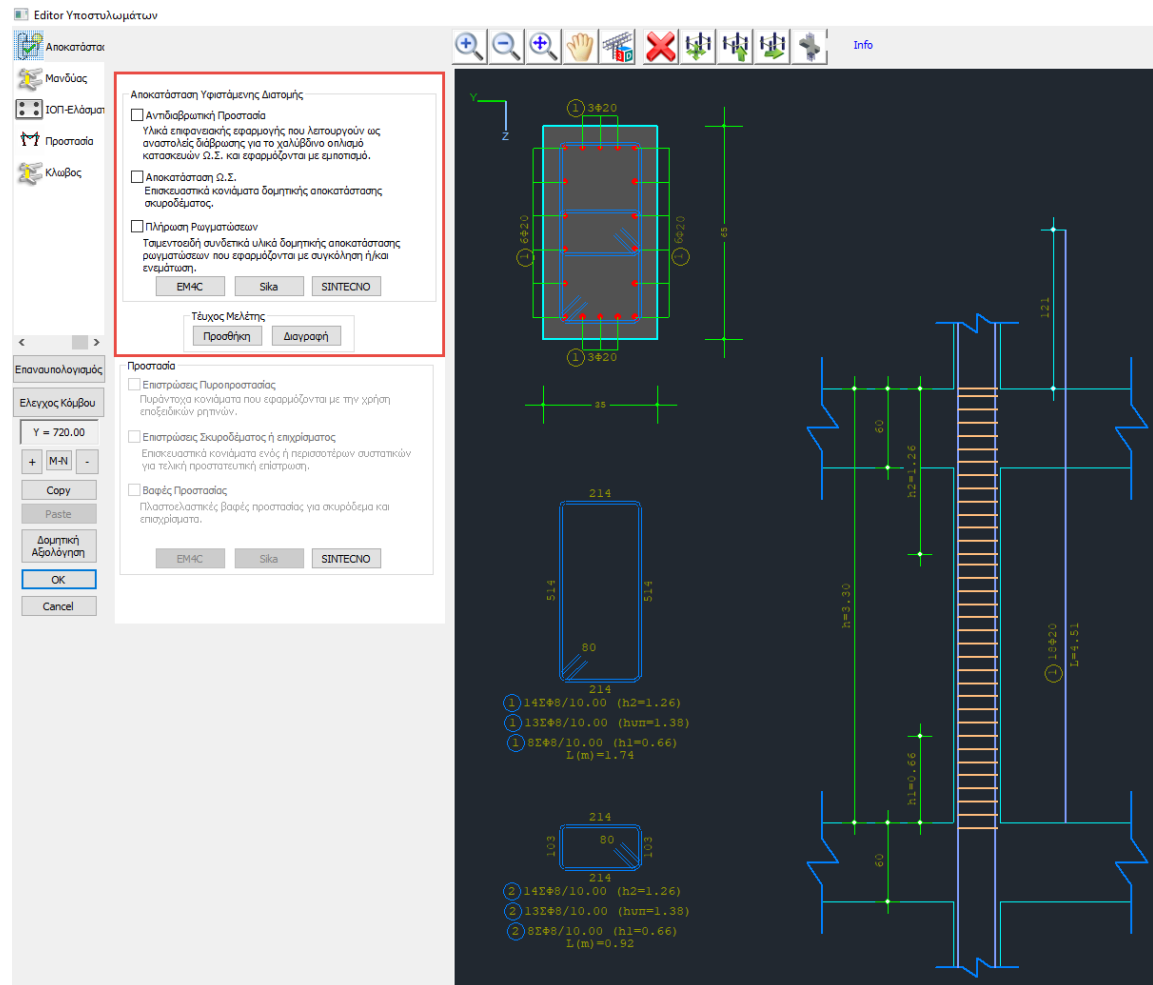 Editor Υποστυλωμάτων
Αποκατάστασ
Μανδύας
ΙΟΠ-Ελάσματ
Προστασία
Κλωβος
Επαναυπολογισμός
Ελεγχος Κόμβου
Y = 720.00
+ M-N -
Copy
Paste
Δομητική
Αξιολόγηση
OK
Cancel
Αποκατάσταση Υφιστάμενης Διατομής
Αντιδιαβρωτική Προστασία
Υλικά επιφανειακής εφαρμογής που λειτουργούν ως
αναστολείς διάβρωσης για το χαλύβδινο οπλισμό
κατασκευών Ω.Σ. και εφαρμόζονται με εμποτισμό.
Αποκατάσταση Ω.Σ.
Επισκευαστικά κονιάματα δομητικής αποκατάστασης
σκυροδέματος.
Πλήρωση Ρωγματώσεων
Τσιμεντοειδή συνδετικά υλικά δομητικής αποκατάστασης
ρωγματώσεων που εφαρμόζονται με συγκόληση ή/και
ενεμάτωση.
EM4C Sika SINTECNO
Τέυχος Μελέτης
Προσθήκη Διαγραφή
Προστασία
Επιστρώσεις Πυροπροστασίας
Πυράντοχα κονιάματα που εφαρμόζονται με την χρήση
εποξειδικών ρητινών.
Επιστρώσεις Σκυροδέματος ή επιχρίσματος
Επισκευαστικά κονιάματα ενός ή περισσοτέρων συστατικών
για τελική προστατευτική επίστρωση.
Βαφές Προστασίας
Πλαστοελαστικές βαφές προστασίας για σκυρόδεμα και
επισχρίσματα.
EM4C Sika SINTECNO
Info
Y
Z
1 3Φ20
1 6Φ20
1 6Φ20
65
1 3Φ20
214
514
514
80
214
1 14ΣΦ8/10.00 (h2=1.26)
1 13ΣΦ8/10.00 (hυπ=1.38)
1 8ΣΦ8/10.00 (h1=0.66)
L(m)=1.74
214
103
80
103
214
2 14ΣΦ8/10.00 (h2=1.26)
2 13ΣΦ8/10.00 (hυπ=1.38)
2 8ΣΦ8/10.00 (h1=0.66)
L(m)=0.92
121
60
h2=1.26
h=3.30
1 18Φ20
L=4.51
h1=0.66
60